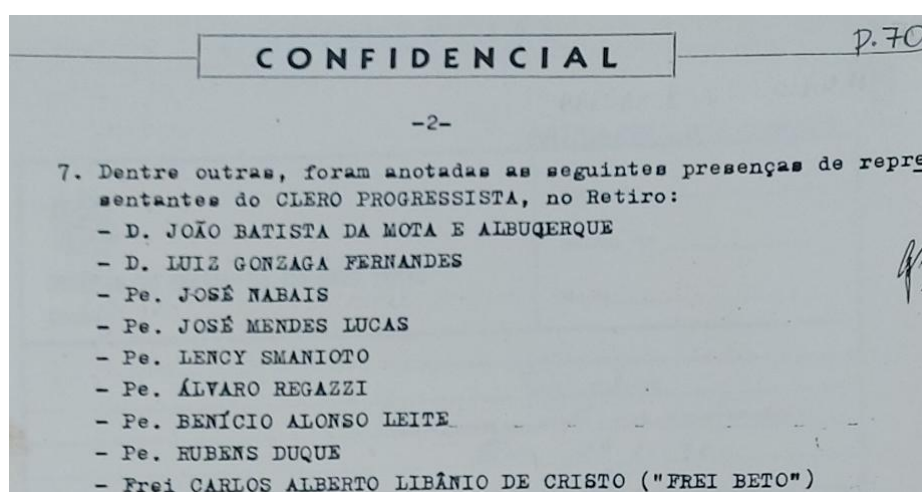 CONFIDENCIAL
p.70
-2-
7. Dentre outras, foram anotadas as seguintes presenças de repre
sentantes do CLERO PROGRESSISTA, no Retiro:
- D. JOÃO BATISTA DA MOTA E ALBUQERQUE
- D. LUIZ GONZAGA FERNANDES
- Pe. JOSÉ NABAIS
- Pe. JOSÉ MENDES LUCAS
- Pe. LENCY SMANIOTO
- Pe. ÁLVARO REGAZZI
- Pe. BENÍCIO ALONSO LEITE
- Pe. RUBENS DUQUE
- Frei CARLOS ALBERTO LIBÂNIO DE CRISTO ("FREI BETO")